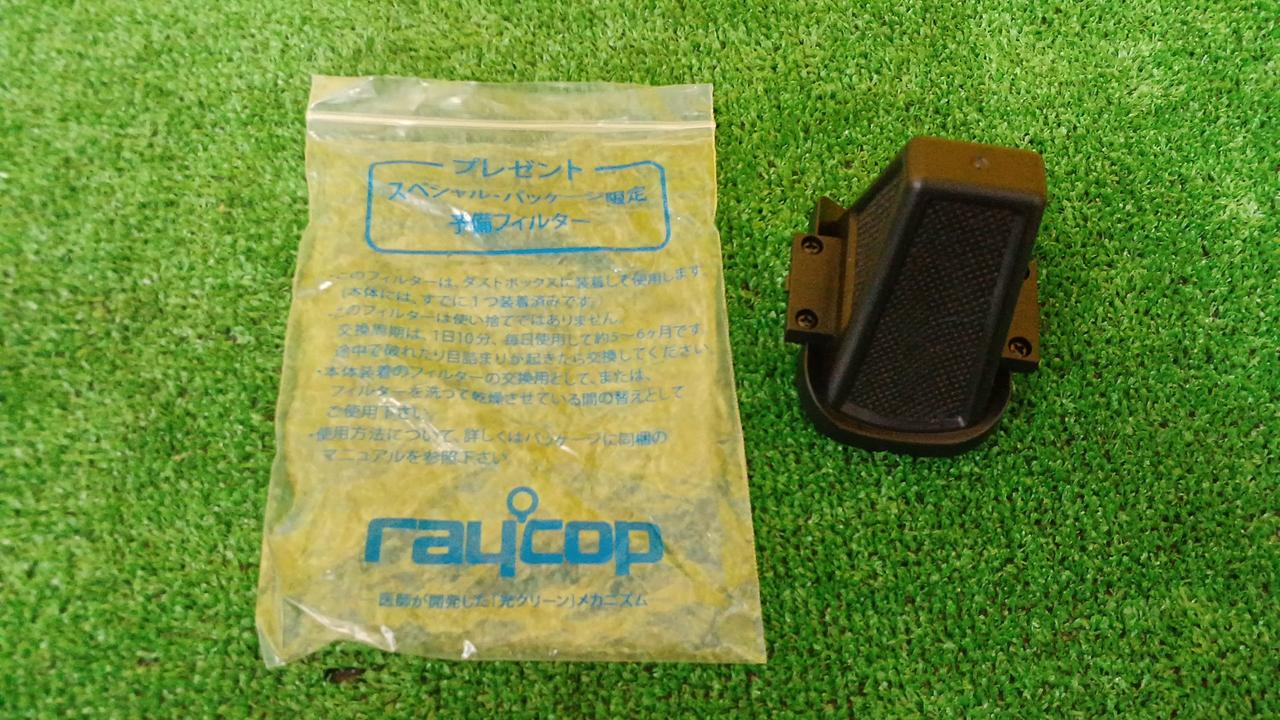 プレゼント
スペシャル・パッケージ限定
予備フィルター
・このフィルターは、ダストボックスに装着して使用します
(本体には、すでに1つ装着済みです。)
・このフィルターは使い捨てではありません。
交換周期は、1日10分、毎日使用して約5〜6ヶ月です
途中で破れたり目詰まりが起きたら交換してください
・本体装着のフィルターの交換用として、または、
フィルターを洗って乾燥させている間の替えとして
ご使用下さい。
・使用方法について、詳しくはパッケージに同梱の
マニュアルを参照下さい
raycop
医師が開発した「光クリーン」メカニズム